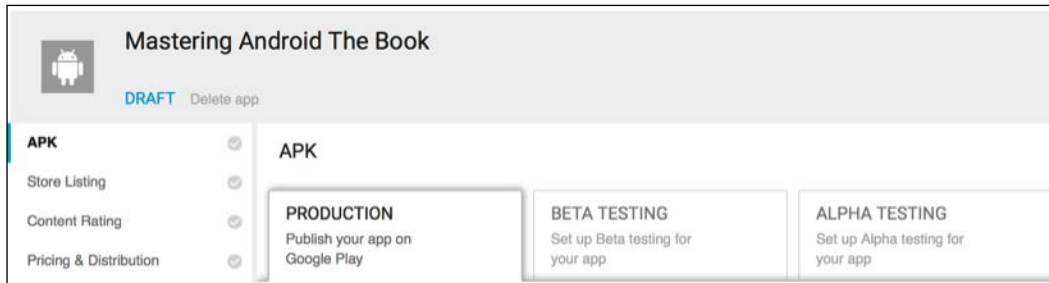 Mastering Android The Book
DRAFT Delete app
APK
Store Listing
Content Rating
Pricing & Distribution
APK
PRODUCTION
Publish your app on
Google Play
BETA TESTING
Set up Beta testing for
your app
ALPHA TESTING
Set up Alpha testing for
your app